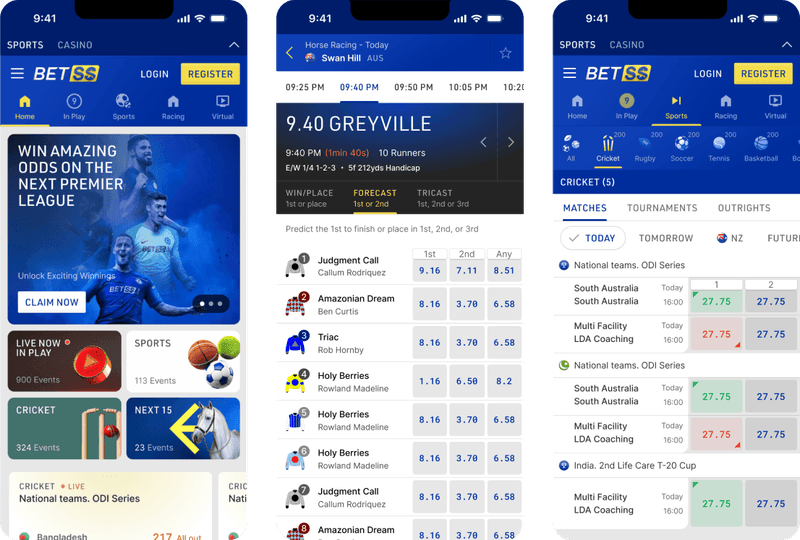 9:41
SPORTS CASINO
BETSS LOGIN REGISTER
Home In Play Sports Racing Virtual
9
WIN AMAZING
ODDS ON THE
NEXT PREMIER
LEAGUE
Unlock Exciting Winnings
CLAIM NOW
LIVE NOW
IN PLAY
900 Events
SPORTS
113 Events
CRICKET
324 Events
NEXT 15
23 Events
CRICKET • LIVE
National teams. ODI Series
Bangladesh 217 All out
CRIC
Nati
9:41
Horse Racing - Today
Swan Hill AUS
09:25 PM 09:40 PM 09:50 PM 10:05 PM 10:20
9.40 GREYVILLE
9:40 PM (1min 40s) 10 Runners
E/W 1/4 1-2-3 • 5f 212yds Handicap
WIN/PLACE FORECAST TRICAST
1st or place 1st or 2nd 1st, 2nd or 3rd
Predict the 1st to finish or place in 1st, 2nd, or 3rd
1st 2nd Any
1 Judgment Call 9.16 7.11 8.51
Callum Rodriquez
2 Amazonian Dream 8.16 3.70 6.58
Ben Curtis
3 Triac 8.16 3.70 6.58
Rob Hornby
4 Holy Berries 1.16 6.50 8.2
Rowland Madeline
5 Holy Berries 8.16 3.70 6.58
Rowland Madeline
6 Holy Berries 8.16 3.70 6.58
Rowland Madeline
7 Judgment Call 8.16 3.70 6.58
Callum Rodriquez
8 Amazonian Dream 8.16 3.70 6.58
9:41
SPORTS CASINO
BETSS LOGIN REGISTER
9
Home In Play Sports Racing Virtual
200 200 200 200 200
All Cricket Rugby Soccer Tennis Basketball
CRICKET (5)
MATCHES TOURNAMENTS OUTRIGHTS
TODAY TOMORROW NZ FUTUR
National teams. ODI Series 1 2
South Australia Today 27.75 27.75
South Australia 16:00
Multi Facility Today 27.75 27.75
LDA Coaching 16:00
National teams. ODI Series
South Australia Today 27.75 27.75
South Australia 16:00
Multi Facility Today 27.75 27.75
LDA Coaching 16:00
India. 2nd Life Care T-20 Cup
Multi Facility Today 27.75 27.75
LDA Coaching 16:00